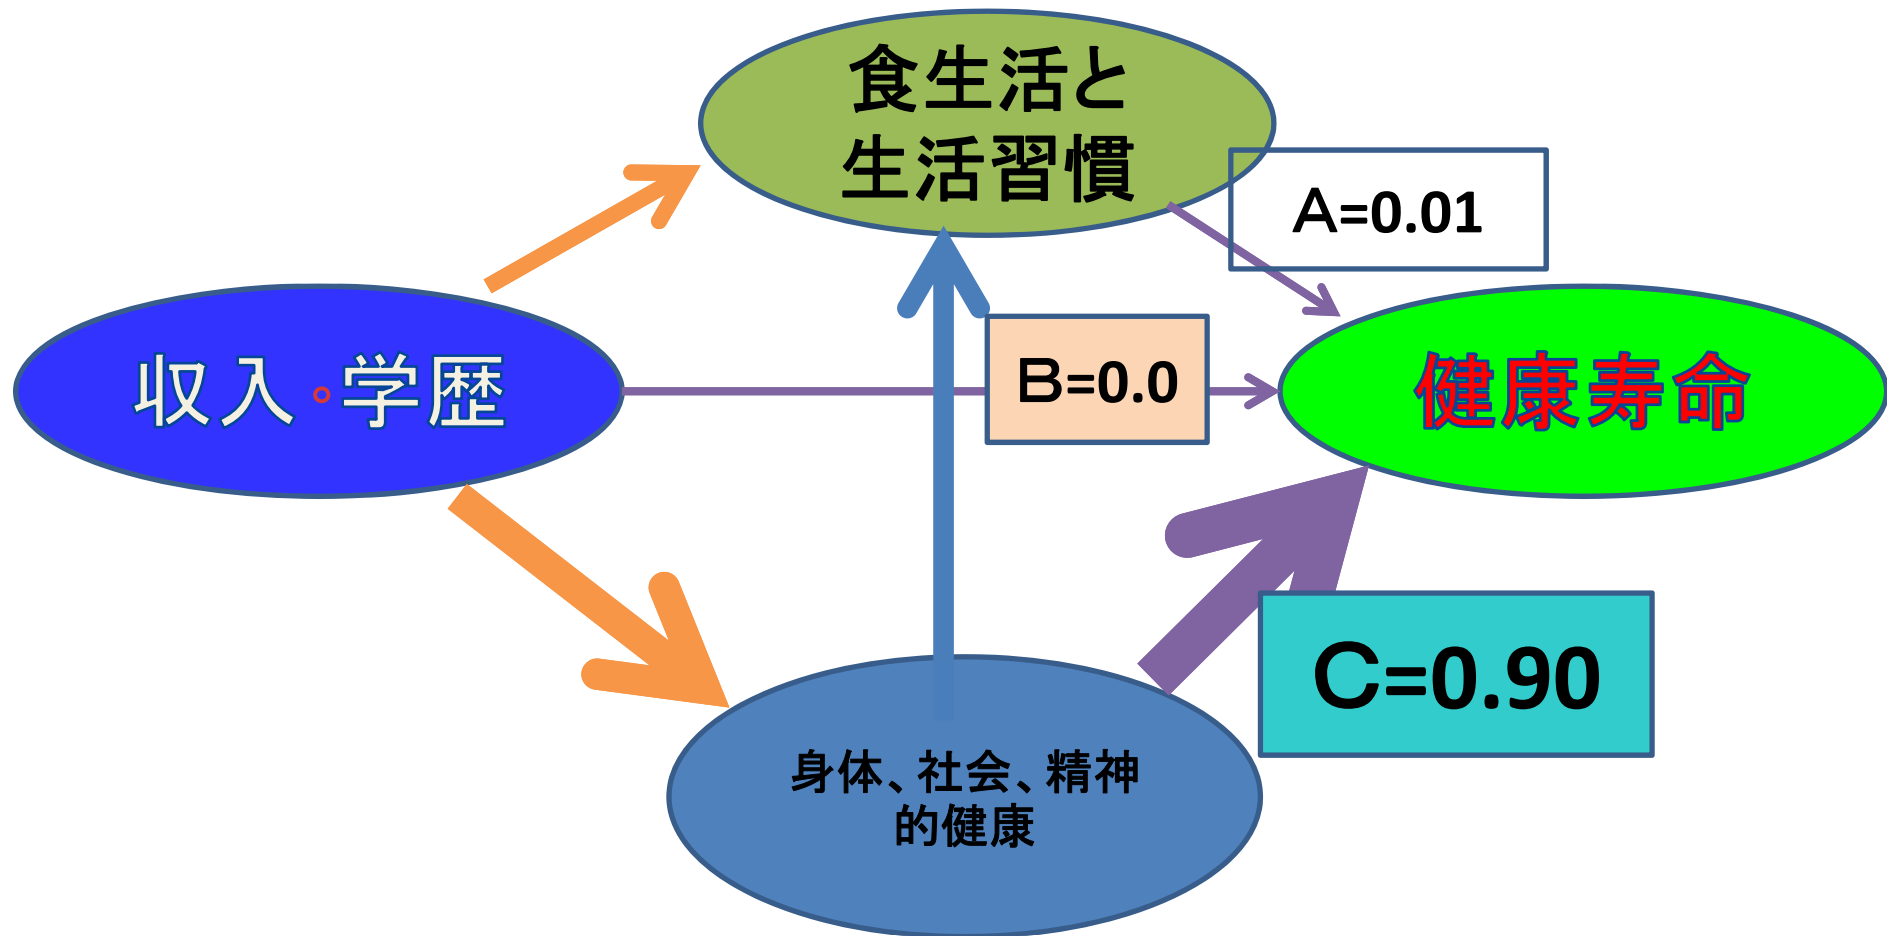 食生活と
生活習慣
A=0.01
収入・学歴
B=0.0
健康寿命
C=0.90
身体、社会、精神
的健康